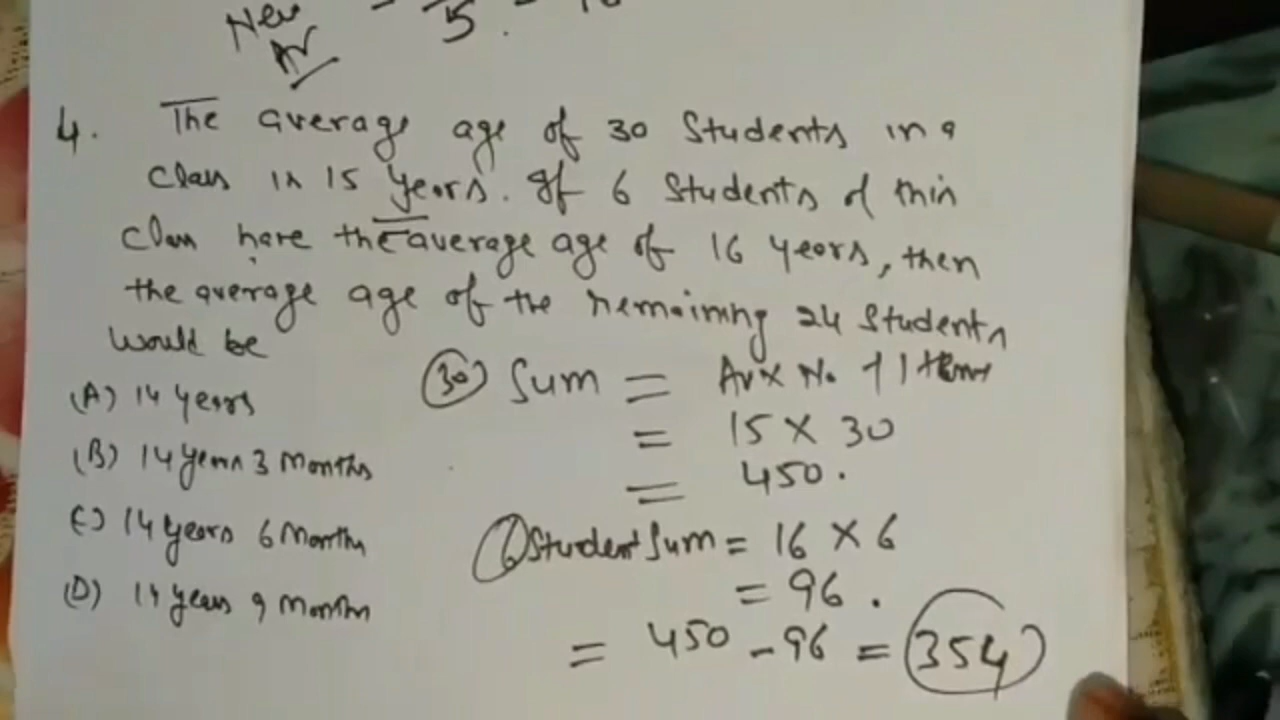 New
Av
5.
4. The average age of 30 Students in a
Class is 15 years. If 6 Students of this
Class have the average age of 16 years, then
the average age of the remaining 24 Students
Would be
(A) 14 years
(B) 14 years 3 Months
(C) 14 years 6 Months
(D) 14 years 9 Months
(30) Sum = Av x No. of items
= 15 X 30
= 450.
(6) Student Sum = 16 X 6
= 96.
= 450 - 96 = 354